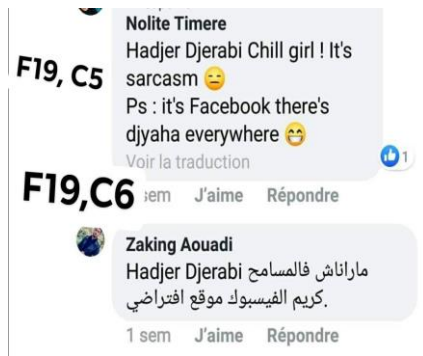 Nolite Timere
Hadjer Djerabi Chill girl ! It's
sarcasm 😑
Ps : it's Facebook there's
djyaha everywhere 😁
Voir la traduction
1
F19, C5
sem J'aime Répondre
F19,C6
Zaking Aouadi
Hadjer Djerabi ماراناش فالمسامح
كريم الفيسبوك موقع افتراضي.
1 sem J'aime Répondre